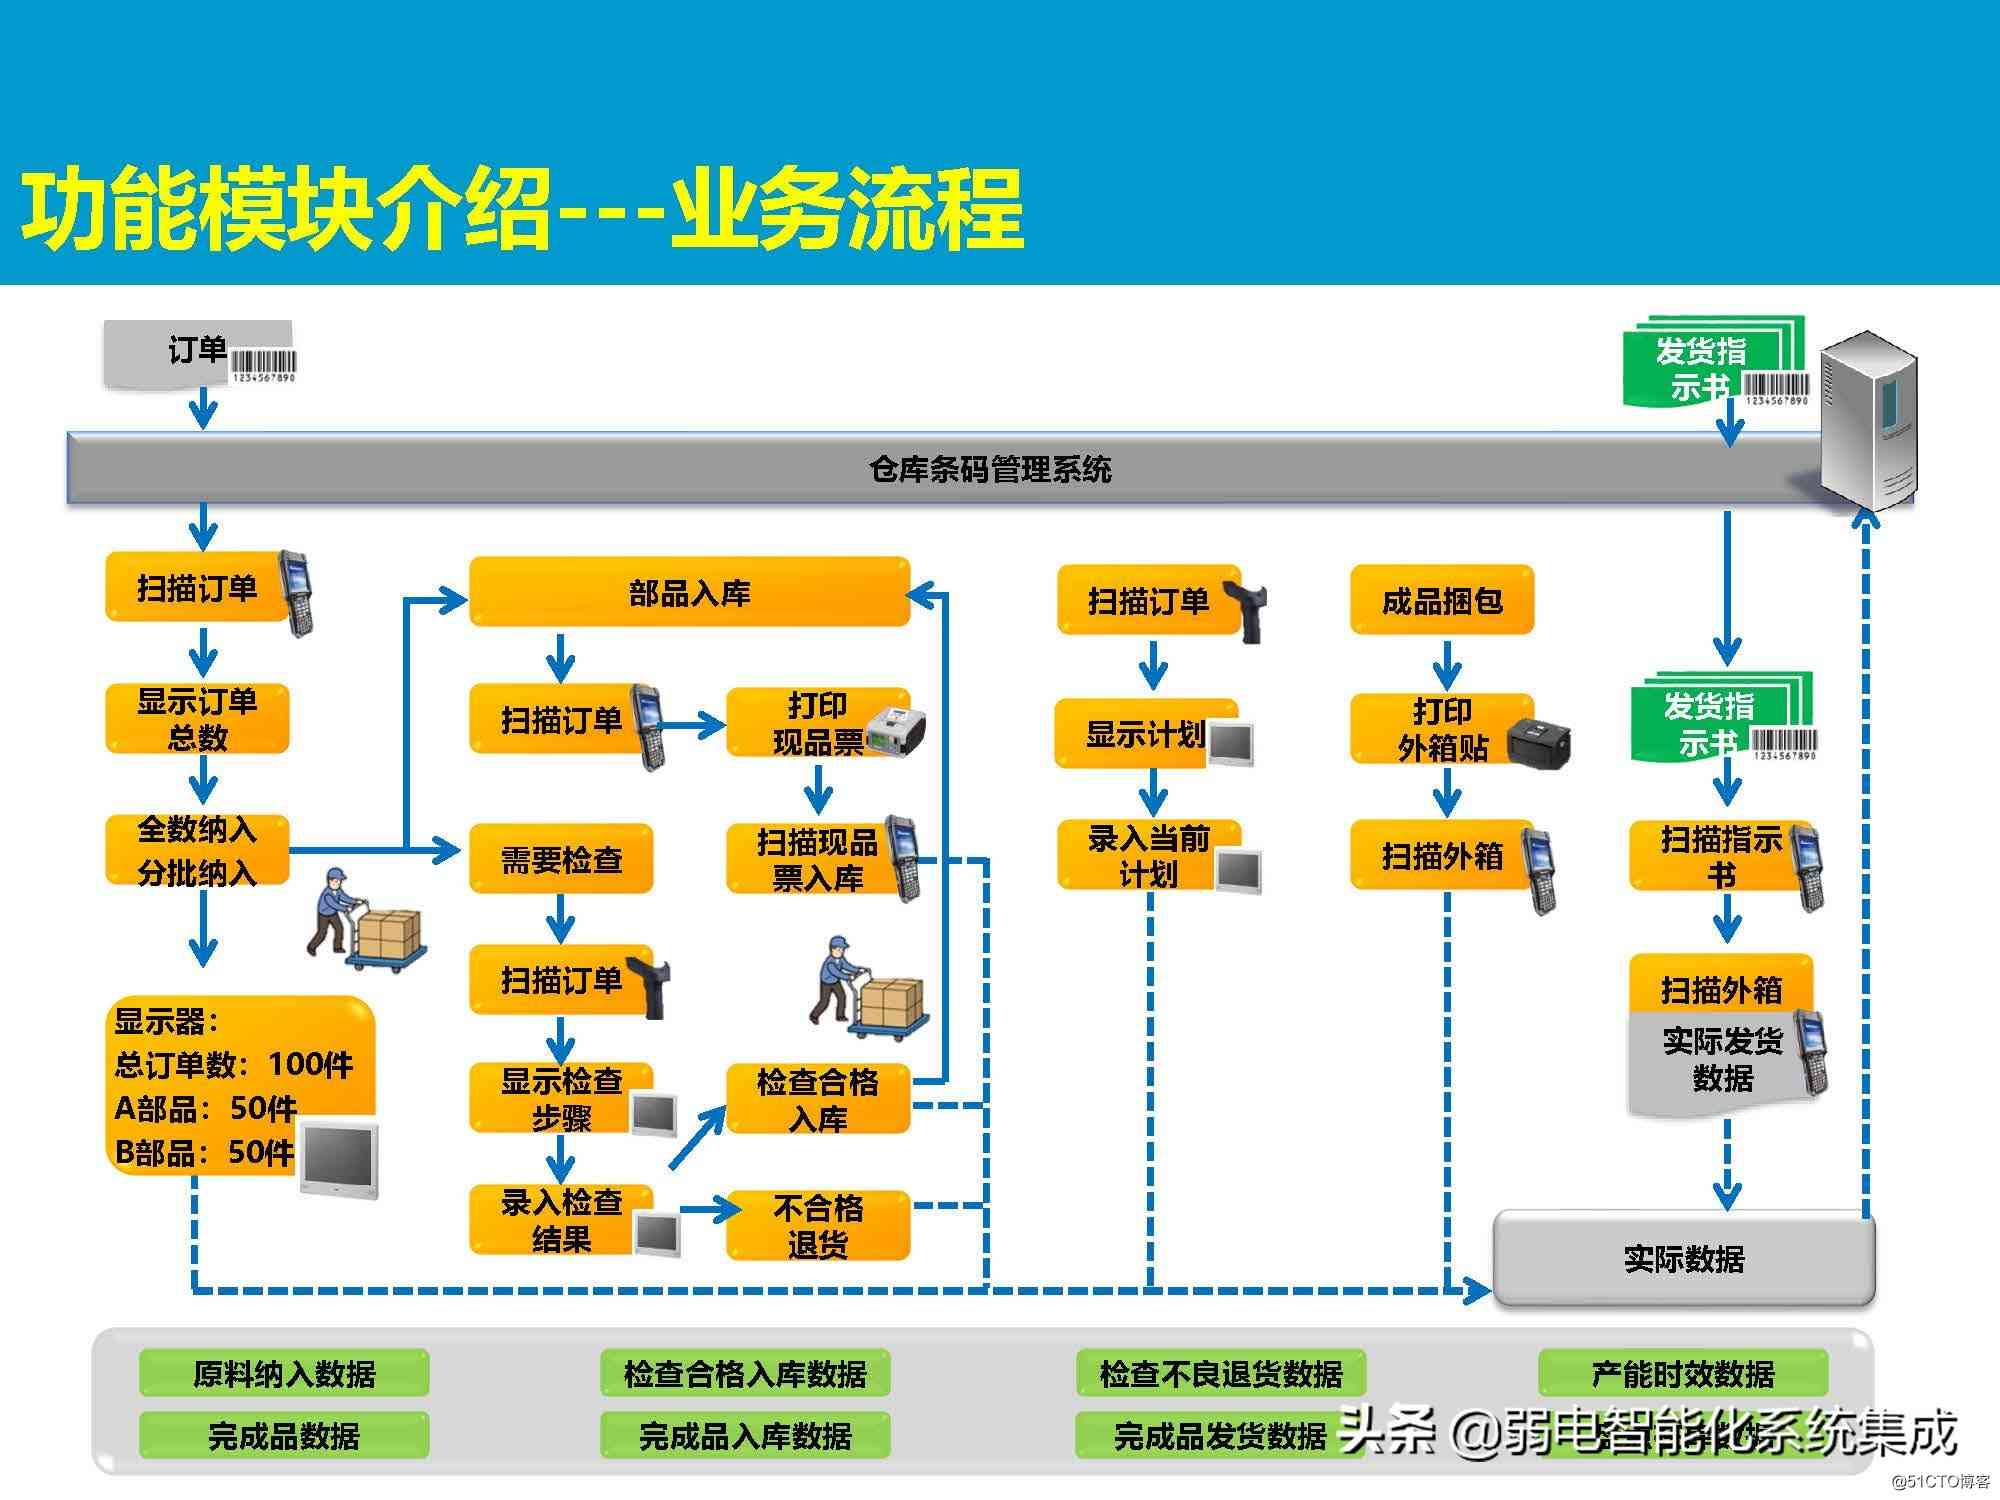 功能模块介绍---业务流程
订单
1234567890
发货指
示书
1234567890
仓库条码管理系统
扫描订单
显示订单
总数
全数纳入
分批纳入
显示器：
总订单数：100件
A部品：50件
B部品：50件
部品入库
扫描订单
打印
现品票
扫描现品
票入库
需要检查
扫描订单
显示检查
步骤
录入检查
结果
检查合格
入库
不合格
退货
扫描订单
显示计划
录入当前
计划
成品捆包
打印
外箱贴
扫描外箱
发货指
示书
1234567890
扫描指示
书
扫描外箱
实际发货
数据
实际数据
原料纳入数据
检查合格入库数据
检查不良退货数据
产能时效数据
完成品数据
完成品入库数据
完成品发货数据
头条 @弱电智能化系统集成
@51CTO博客